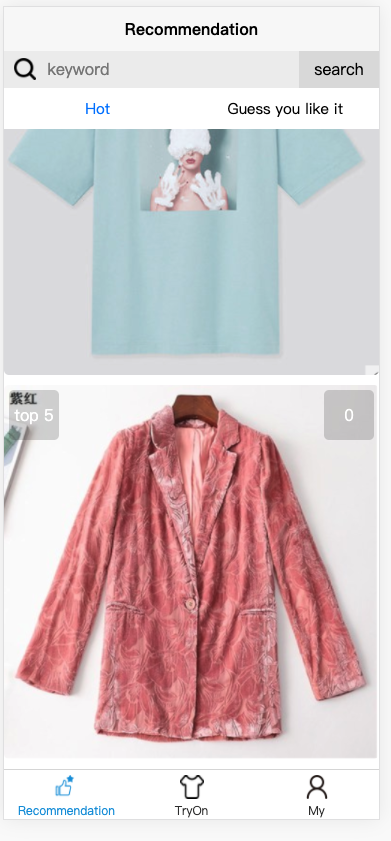 Recommendation
keyword
search
Hot
Guess you like it
紫红
top 5
0
Recommendation
TryOn
My